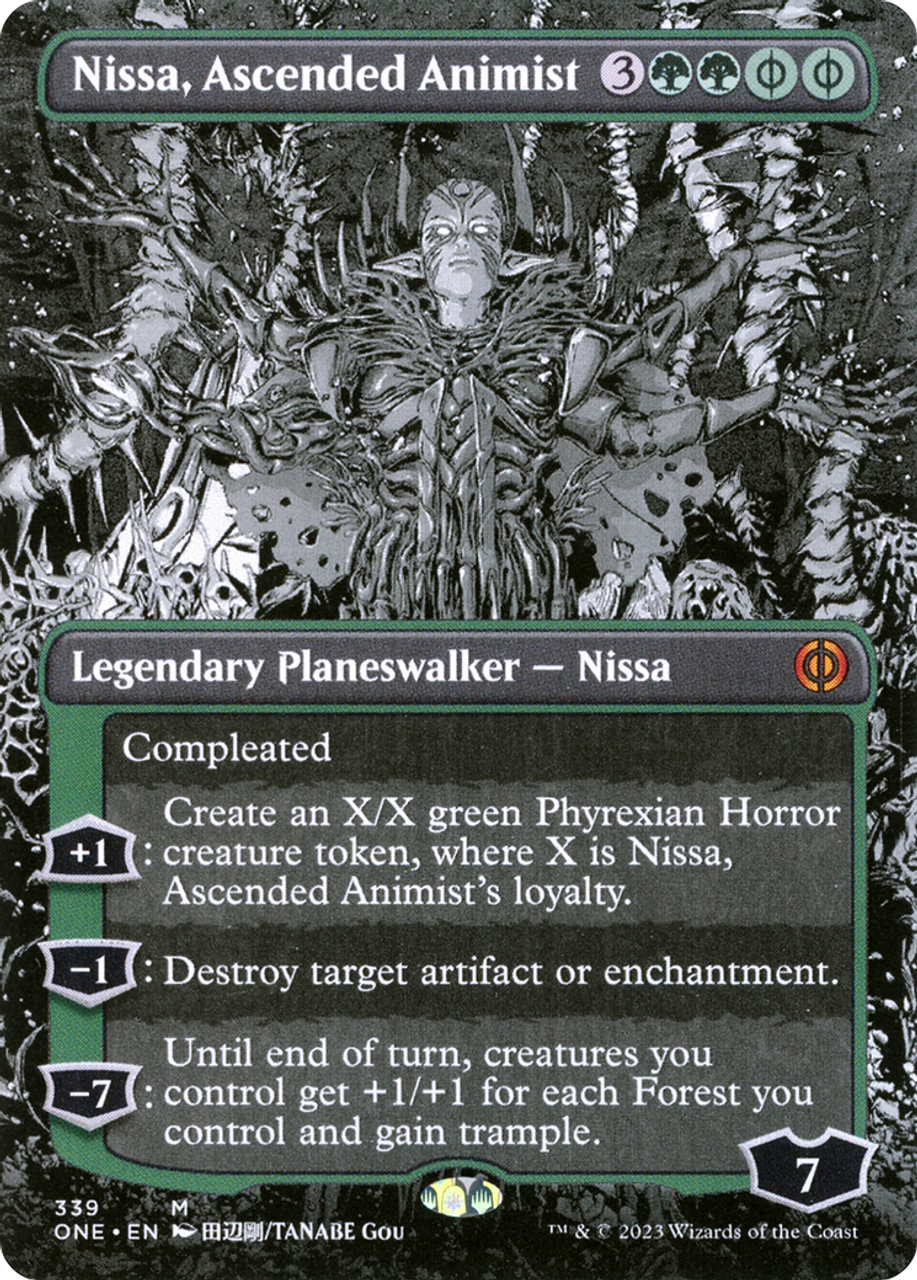 Nissa, Ascended Animist 3
Legendary Planeswalker — Nissa
Compleated
+1: Create an X/X green Phyrexian Horror
creature token, where X is Nissa,
Ascended Animist's loyalty.
−1: Destroy target artifact or enchantment.
−7: Until end of turn, creatures you
control get +1/+1 for each Forest you
control and gain trample.
7
339 M
ONE • EN 田辺剛/TANABE GOU
™ & © 2023 Wizards of the Coast